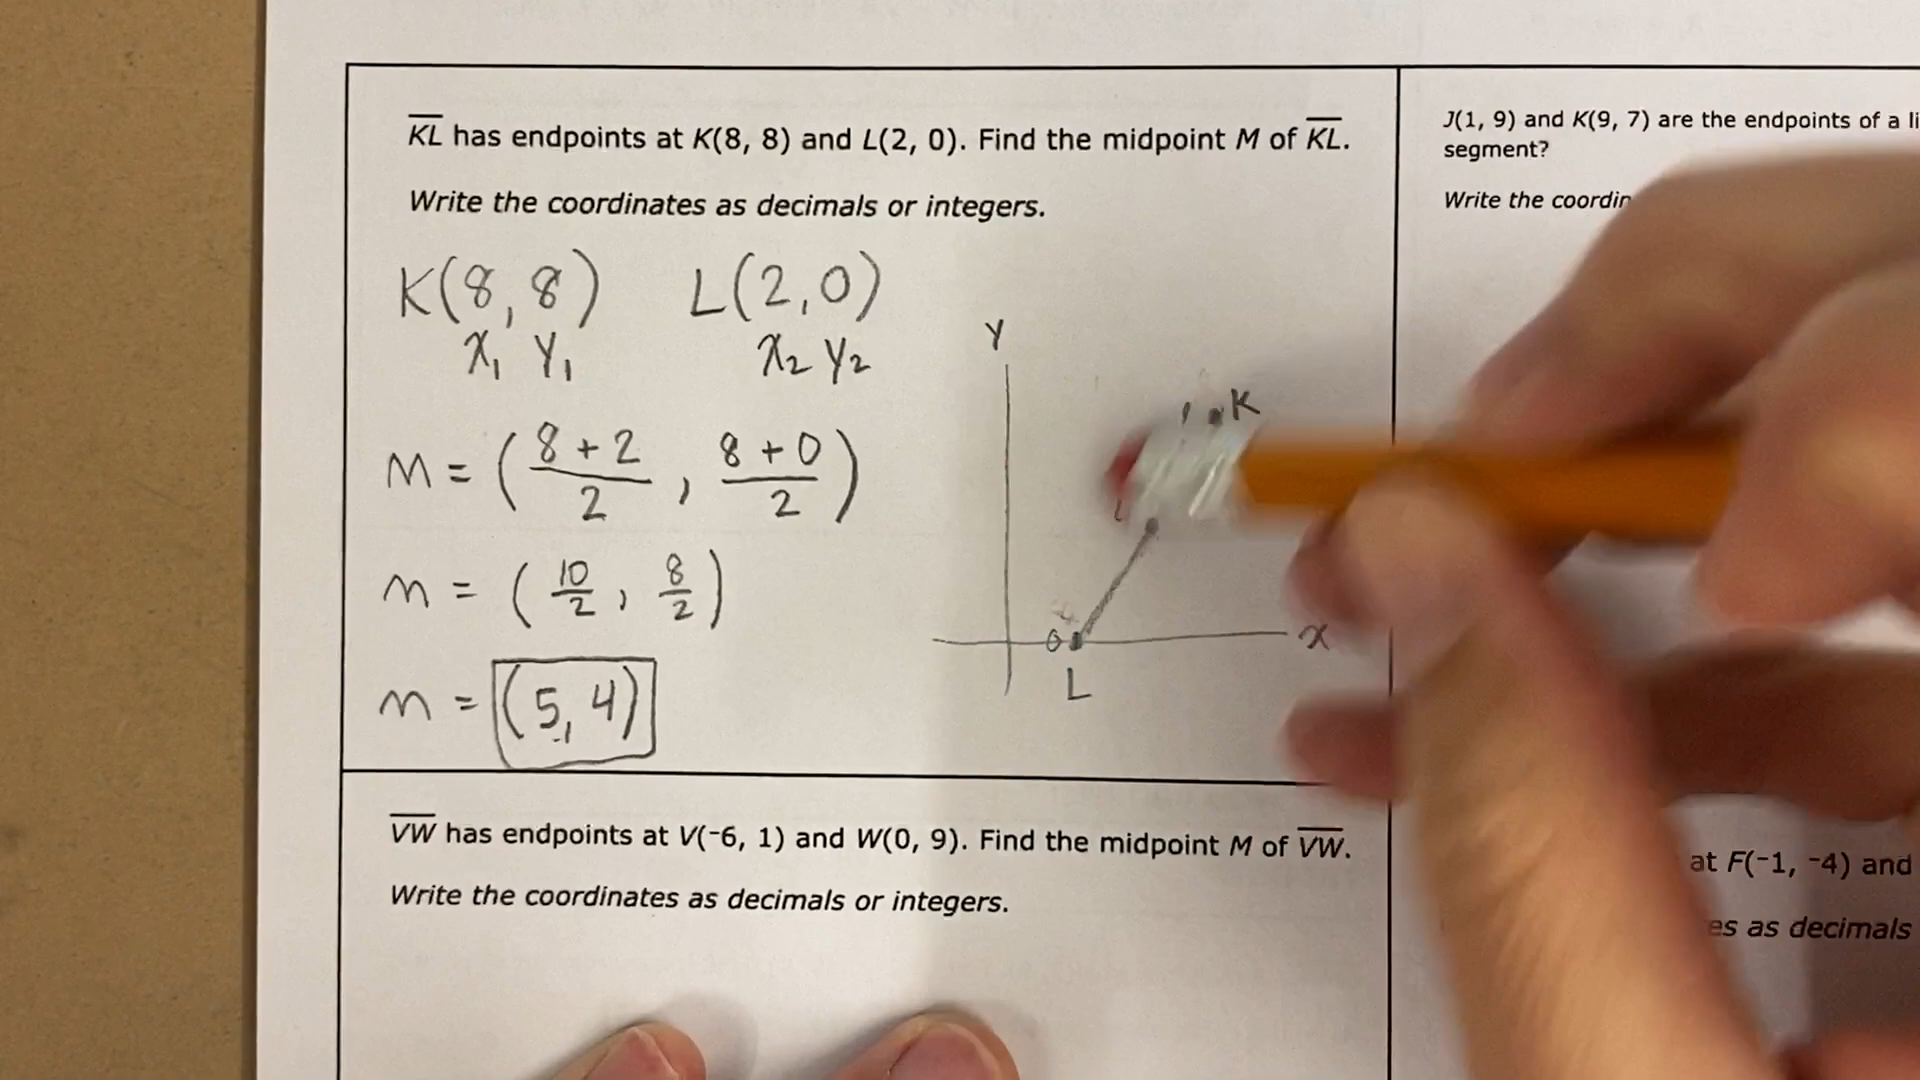 KL has endpoints at K(8, 8) and L(2, 0). Find the midpoint M of KL.
Write the coordinates as decimals or integers.
K(8,8) L(2,0)
X₁ Y₁ X₂ Y₂
M = (8+2/2, 8+0/2)
m = (10/2, 8/2)
m = (5,4)
Y
K
X
L
VW has endpoints at V(⁻6, 1) and W(0, 9). Find the midpoint M of VW.
Write the coordinates as decimals or integers.
J(1, 9) and K(9, 7) are the endpoints of a
segment?
Write the
at F(⁻1, ⁻4) and
as decimals